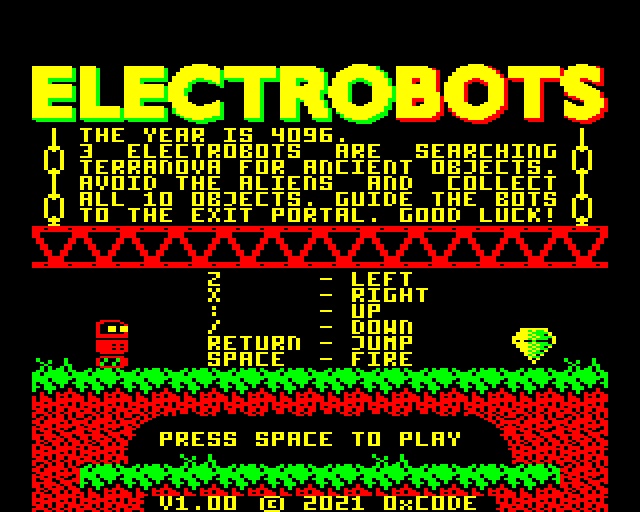 ELECTROBOTS
THE YEAR IS 4096.
3 ELECTROBOTS ARE SEARCHING
TERRANOVA FOR ANCIENT OBJECTS.
AVOID THE ALIENS AND COLLECT
ALL 10 OBJECTS. GUIDE THE BOTS
TO THE EXIT PORTAL. GOOD LUCK!
Z - LEFT
X - RIGHT
: - UP
/ - DOWN
RETURN - JUMP
SPACE - FIRE
PRESS SPACE TO PLAY
V1.00 © 2021 0xCODE